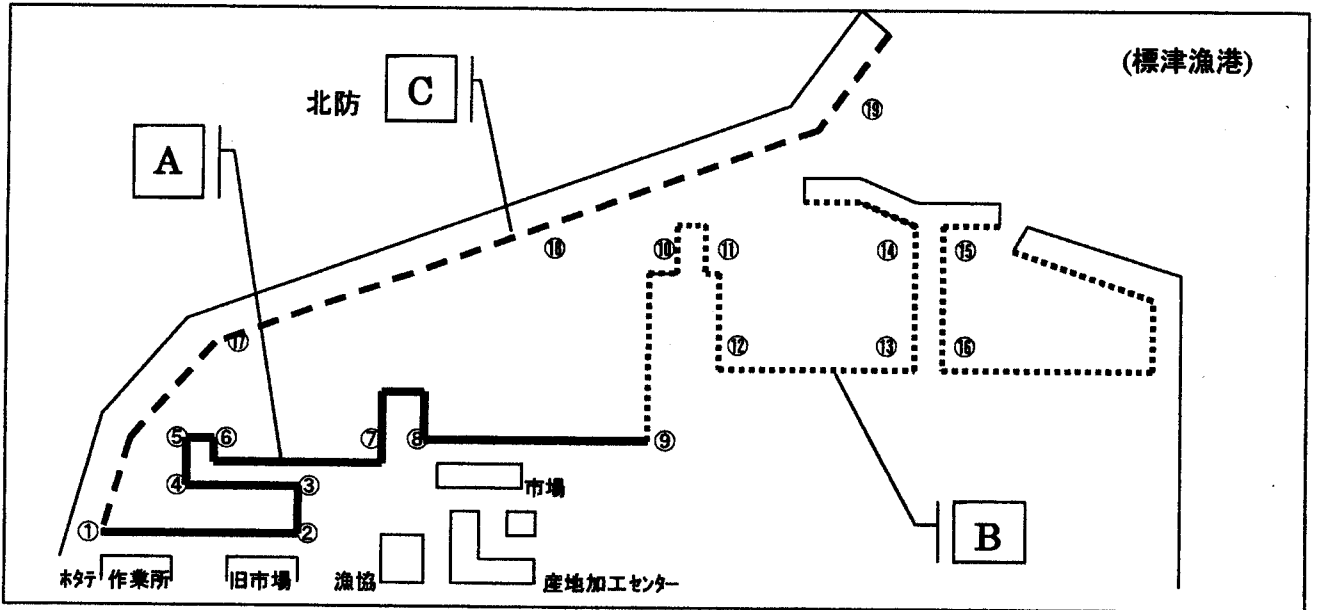 (標津漁港)
北防
C
A
⑲
⑱
⑩
⑪
⑭
⑮
⑰
⑫
⑬
⑯
⑤
⑥
⑦
⑧
⑨
④
③
市場
①
②
B
ホタテ 作業所
旧市場
漁協
産地加工センター